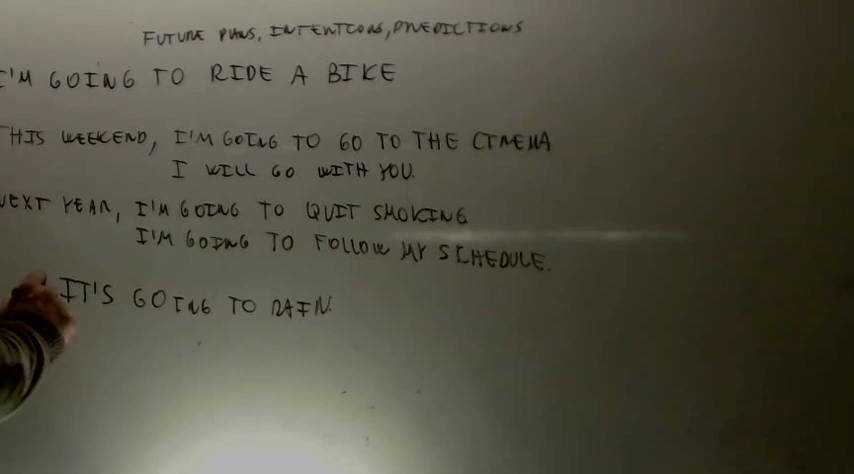 FUTURE PLANS, INTENTIONS, PREDICTIONS
I'M GOING TO RIDE A BIKE
THIS WEEKEND, I'M GOING TO GO TO THE CINEMA
I WILL GO WITH YOU.
NEXT YEAR, I'M GOING TO QUIT SMOKING
I'M GOING TO FOLLOW MY SCHEDULE.
IT'S GOING TO RAIN.